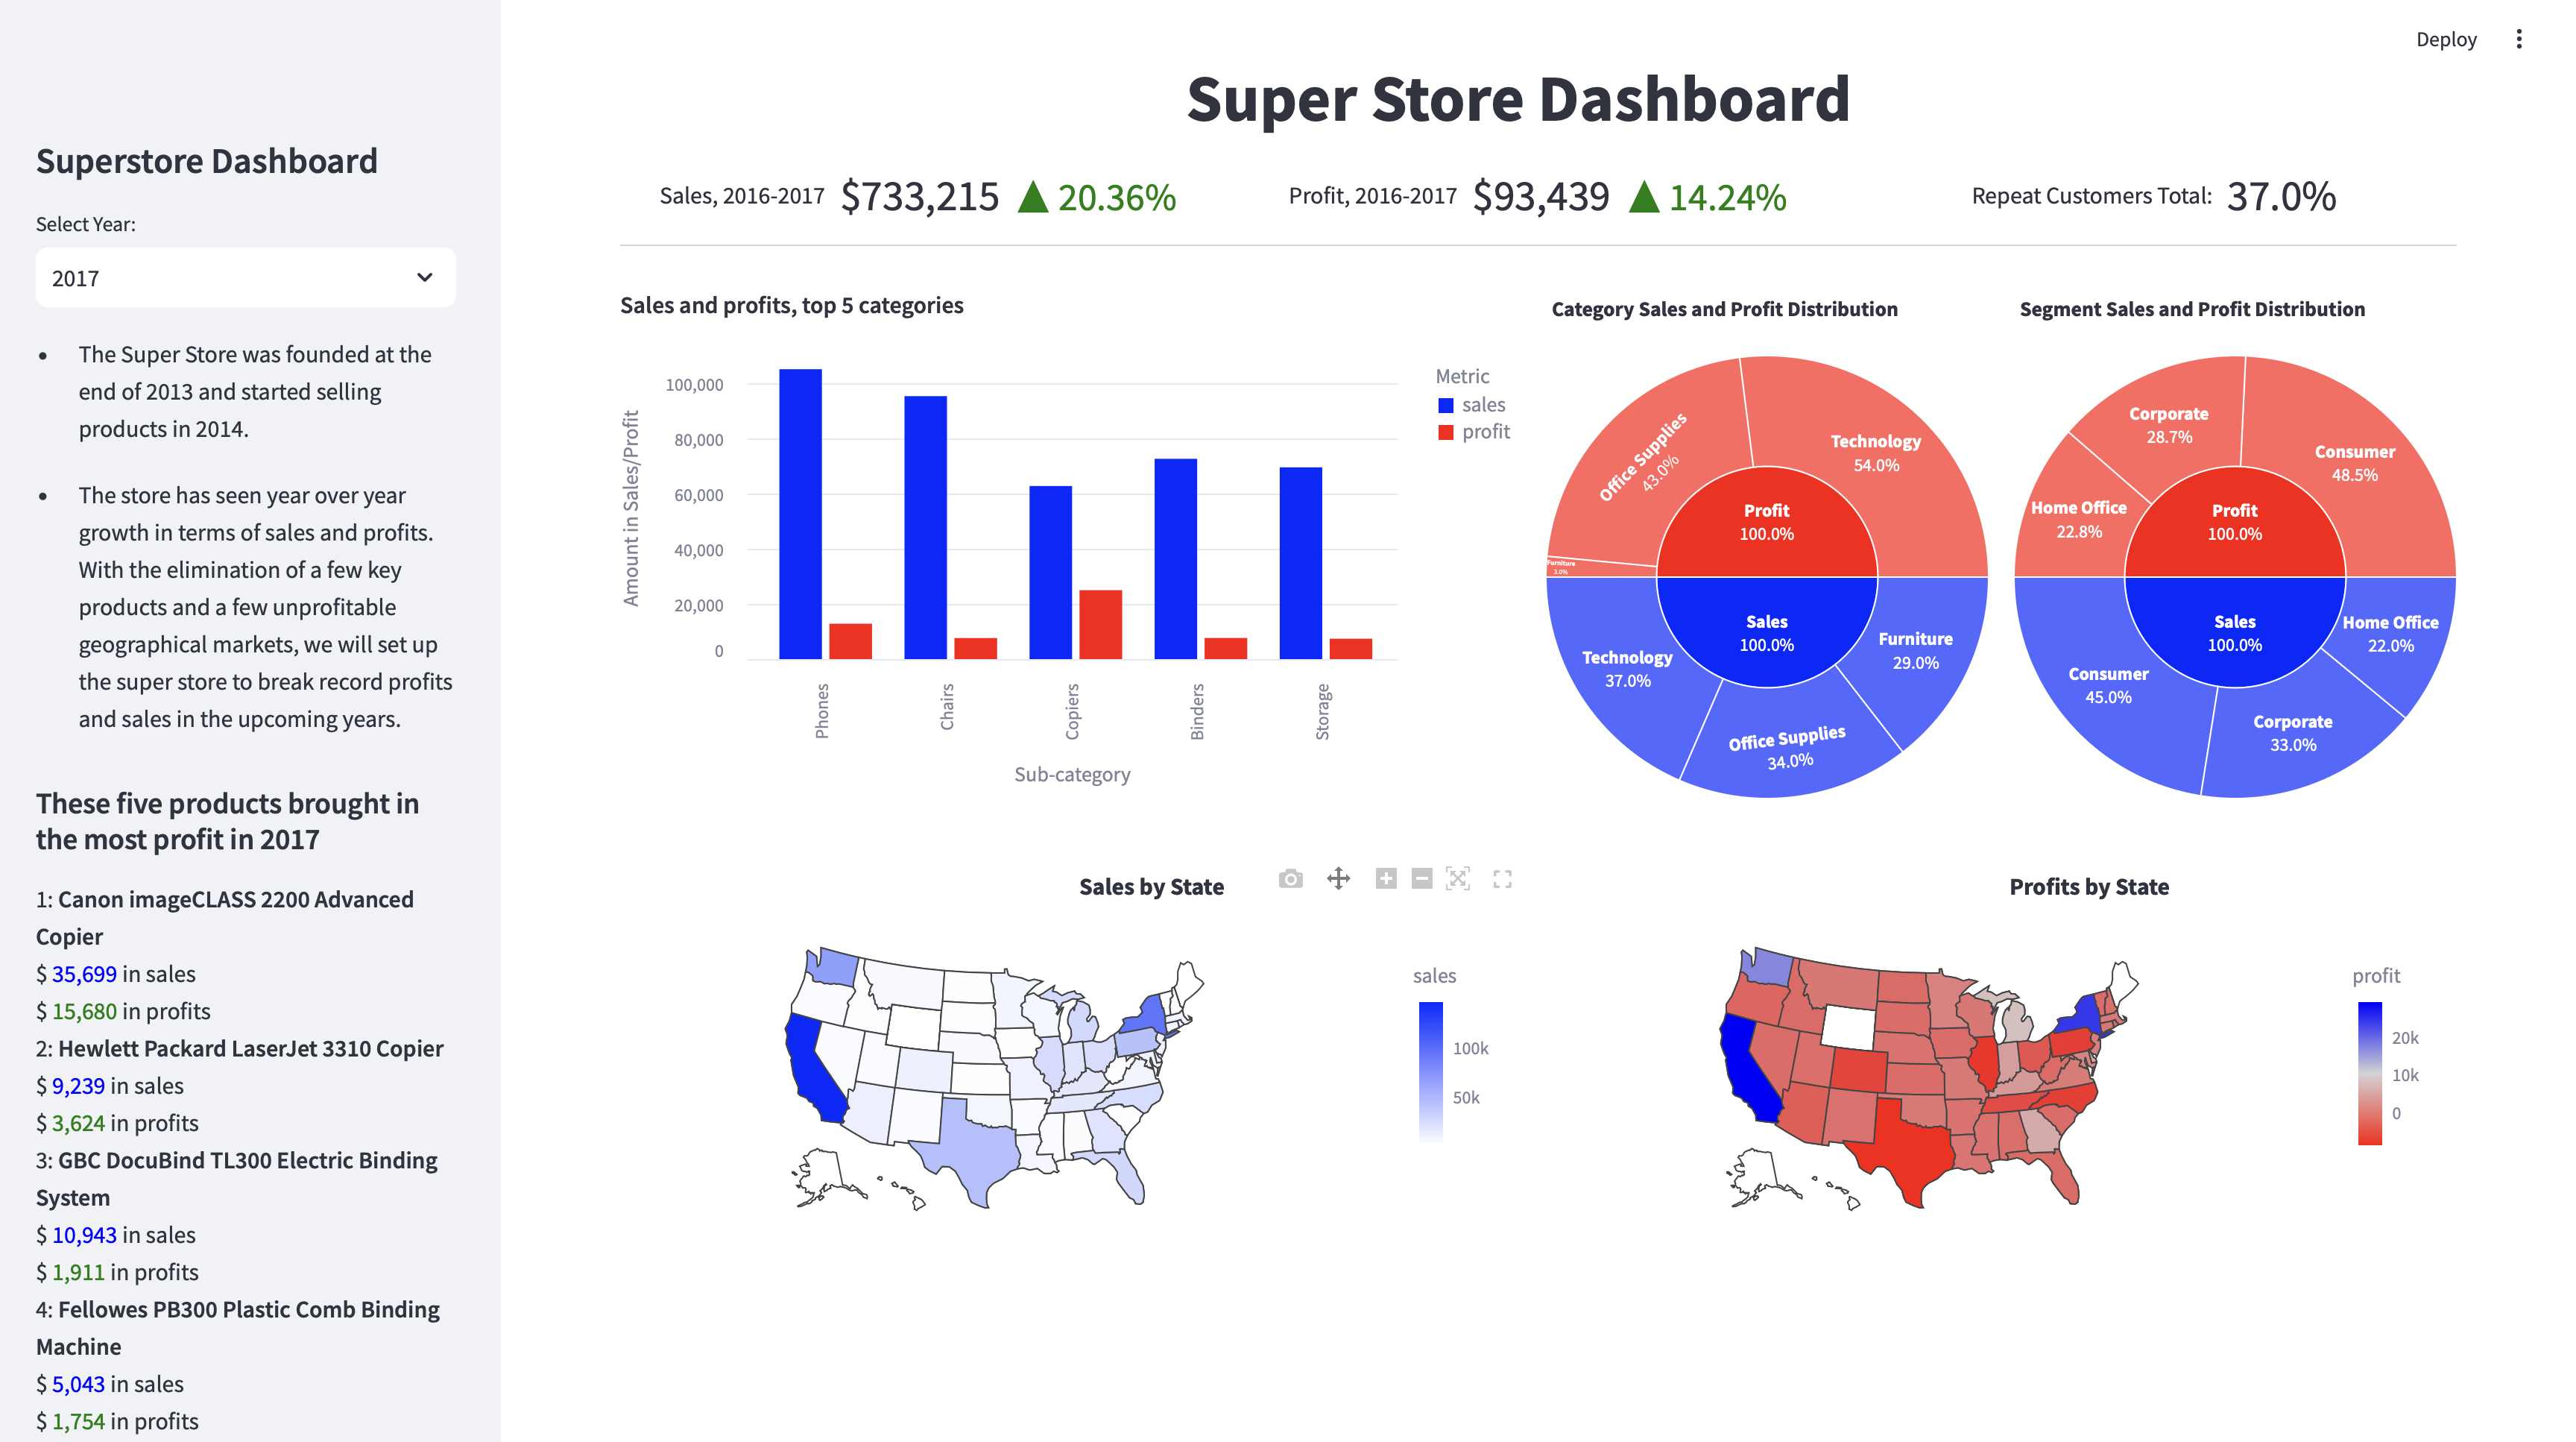 Deploy
Super Store Dashboard
Superstore Dashboard
Select Year:
2017
The Super Store was founded at the
end of 2013 and started selling
products in 2014.
The store has seen year over year
growth in terms of sales and profits.
With the elimination of a few key
products and a few unprofitable
geographical markets, we will set up
the super store to break record profits
and sales in the upcoming years.
These five products brought in
the most profit in 2017
1: Canon imageCLASS 2200 Advanced
Copier
$ 35,699 in sales
$ 15,680 in profits
2: Hewlett Packard LaserJet 3310 Copier
$ 9,239 in sales
$ 3,624 in profits
3: GBC DocuBind TL300 Electric Binding
System
$ 10,943 in sales
$ 1,911 in profits
4: Fellowes PB300 Plastic Comb Binding
Machine
$ 5,043 in sales
$ 1,754 in profits
Sales, 2016-2017 $733,215 ▲ 20.36%
Profit, 2016-2017 $93,439 ▲ 14.24%
Repeat Customers Total: 37.0%
Sales and profits, top 5 categories
Amount in Sales/Profit
100,000
80,000
60,000
40,000
20,000
0
Phones
Chairs
Copiers
Binders
Storage
Sub-category
Metric
sales
profit
Category Sales and Profit Distribution
Office Supplies
43.0%
Technology
54.0%
Furniture
3.0%
Profit
100.0%
Sales
100.0%
Technology
37.0%
Office Supplies
34.0%
Furniture
29.0%
Segment Sales and Profit Distribution
Corporate
28.7%
Consumer
48.5%
Home Office
22.8%
Profit
100.0%
Sales
100.0%
Consumer
45.0%
Corporate
33.0%
Home Office
22.0%
Sales by State
sales
100k
50k
Profits by State
profit
20k
10k
0